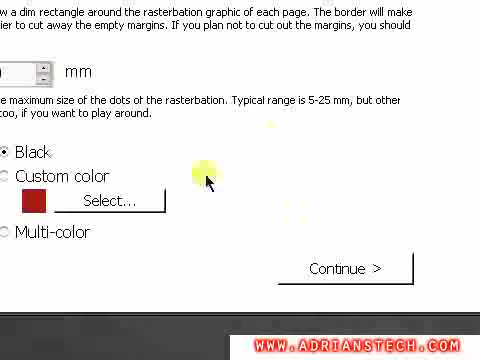 w a dim rectangle around the rasterbation graphic of each page. The border will make
ier to cut away the empty margins. If you plan not to cut out the margins, you should
mm
e maximum size of the dots of the rasterbation. Typical range is 5-25 mm, but other
too, if you want to play around.
Black
Custom color
Select...
Multi-color
Continue >
WWW.ADRIANSTECH.COM